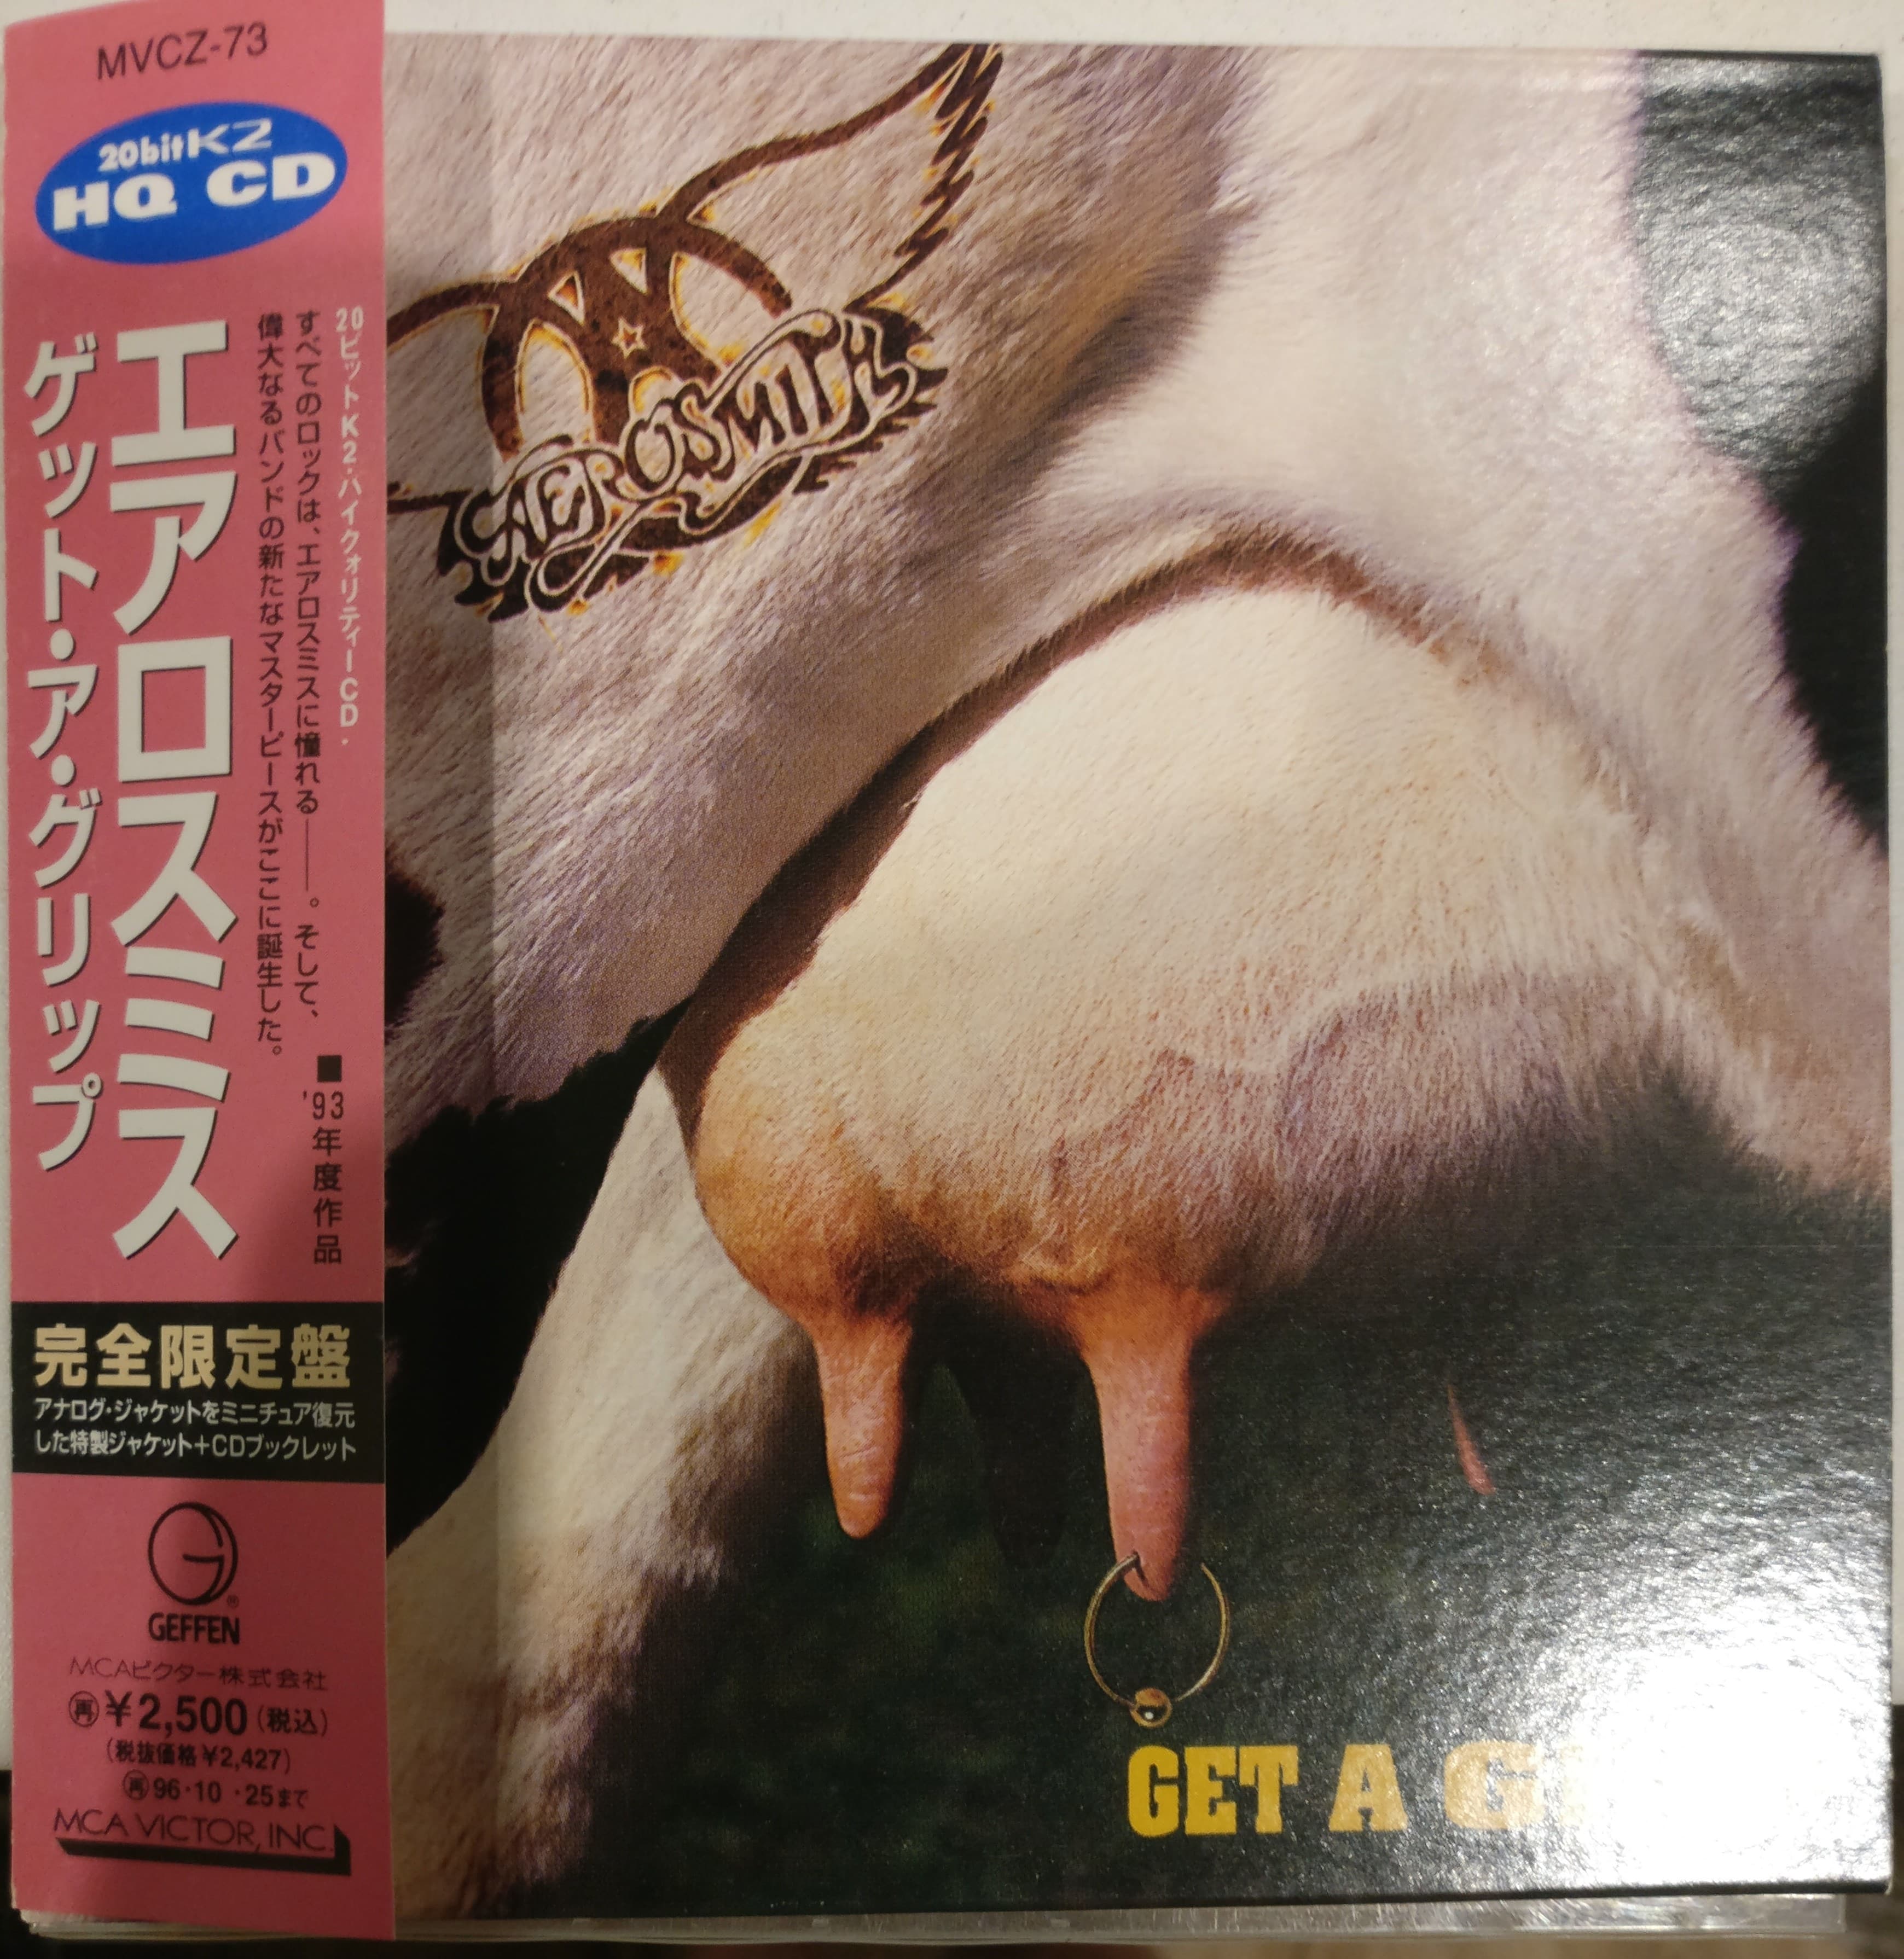 MVCZ-73
20bitK2
HQ CD
20ビットK2・ハイクォリティーCD.
すべてのロックは、エアロスミスに憧れる――。そして、
偉大なるバンドの新たなマスターピースがここに誕生した。
■'93年度作品
エアロスミス
ゲット・ア・グリップ
完全限定盤
アナログ・ジャケットをミニチュア復元
した特製ジャケット+CDブックレット
GEFFEN
MCAビクター株式会社
再¥2,500(税込)
(税抜価格¥2,427)
再96・10・25まで
MCA VICTOR, INC.
AEROSMITH
GET A